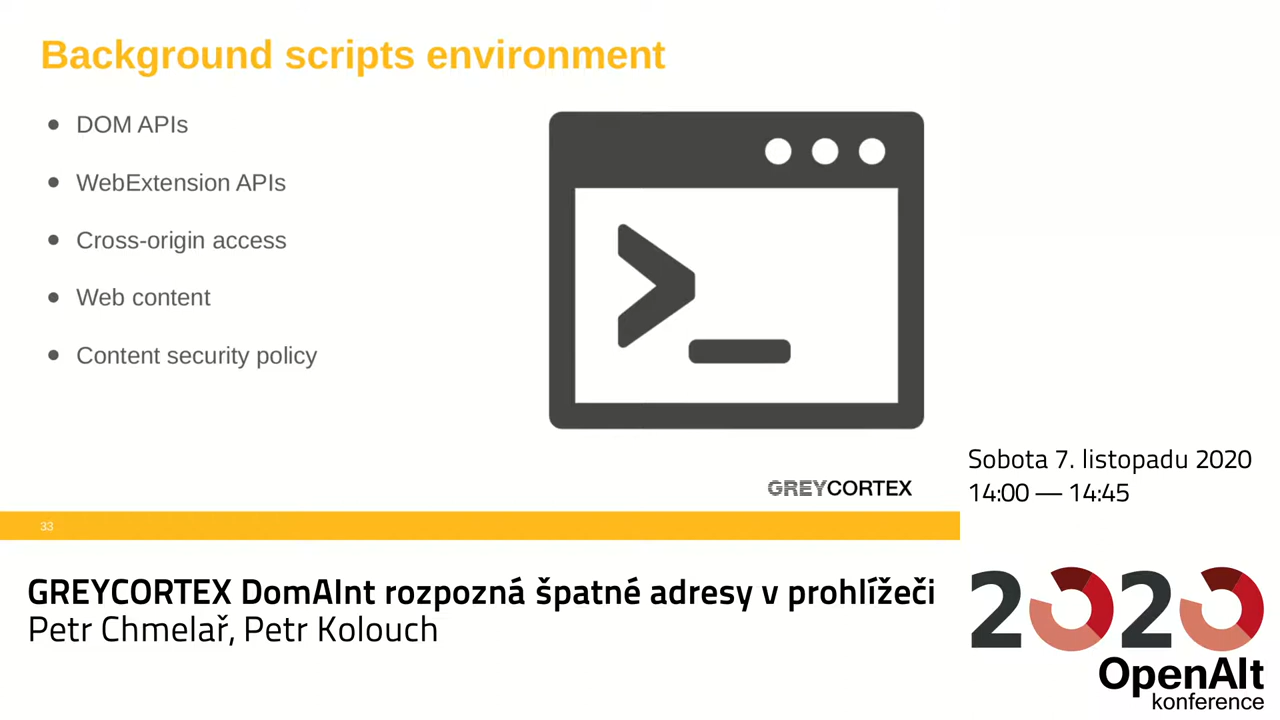 Background scripts environment
● DOM APIs
● WebExtension APIs
● Cross-origin access
● Web content
● Content security policy
GREYCORTEX
33
Sobota 7. listopadu 2020
14:00 — 14:45
GREYCORTEX DomAInt rozpozná špatné adresy v prohlížeči
Petr Chmelař, Petr Kolouch
2020
OpenAlt
konference